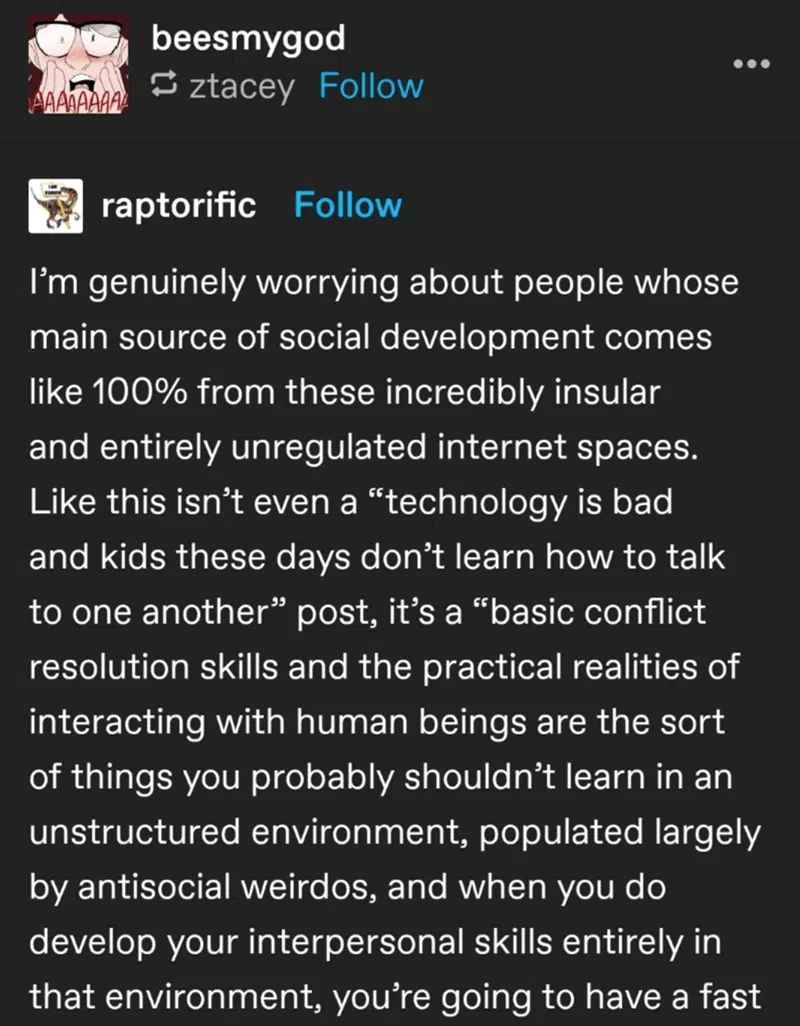 beesmygod
ztacey Follow
AAAAAAAAA
raptorific Follow
I'm genuinely worrying about people whose
main source of social development comes
like 100% from these incredibly insular
and entirely unregulated internet spaces.
Like this isn't even a “technology is bad
and kids these days don't learn how to talk
to one another” post, it's a “basic conflict
resolution skills and the practical realities of
interacting with human beings are the sort
of things you probably shouldn't learn in an
unstructured environment, populated largely
by antisocial weirdos, and when you do
develop your interpersonal skills entirely in
that environment, you're going to have a fast